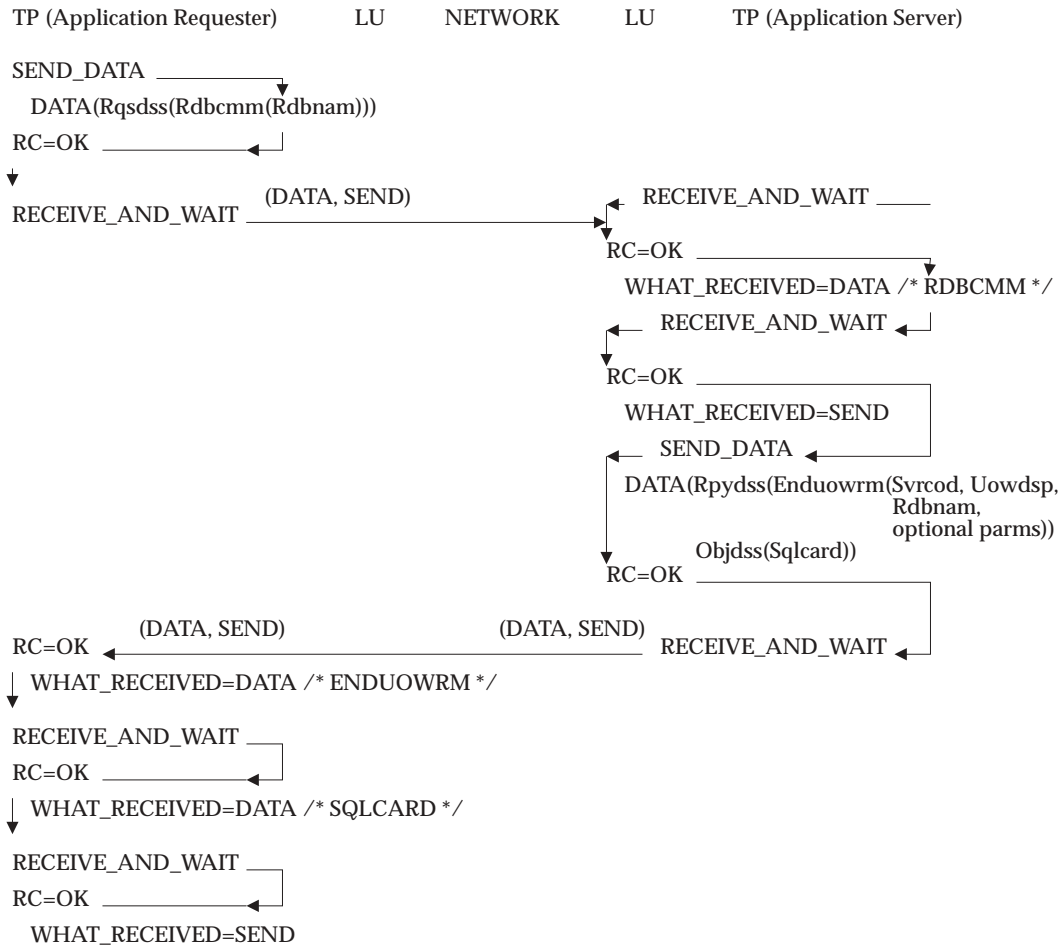 TP (Application Requester) LU NETWORK LU TP (Application Server)
SEND_DATA
DATA(Rqsdss(Rdbcmm(Rdbnam)))
RC=OK
RECEIVE_AND_WAIT (DATA, SEND) RECEIVE_AND_WAIT
RC=OK
WHAT_RECEIVED=DATA /* RDBCMM */
RECEIVE_AND_WAIT
RC=OK
WHAT_RECEIVED=SEND
SEND_DATA
DATA(Rpydss(Enduowrm(Svrcod, Uowdsp,
Rdbnam,
optional parms))
Objdss(Sqlcard))
RC=OK
(DATA, SEND) (DATA, SEND)
RC=OK RECEIVE_AND_WAIT
WHAT_RECEIVED=DATA /* ENDUOWRM */
RECEIVE_AND_WAIT
RC=OK
WHAT_RECEIVED=DATA /* SQLCARD */
RECEIVE_AND_WAIT
RC=OK
WHAT_RECEIVED=SEND